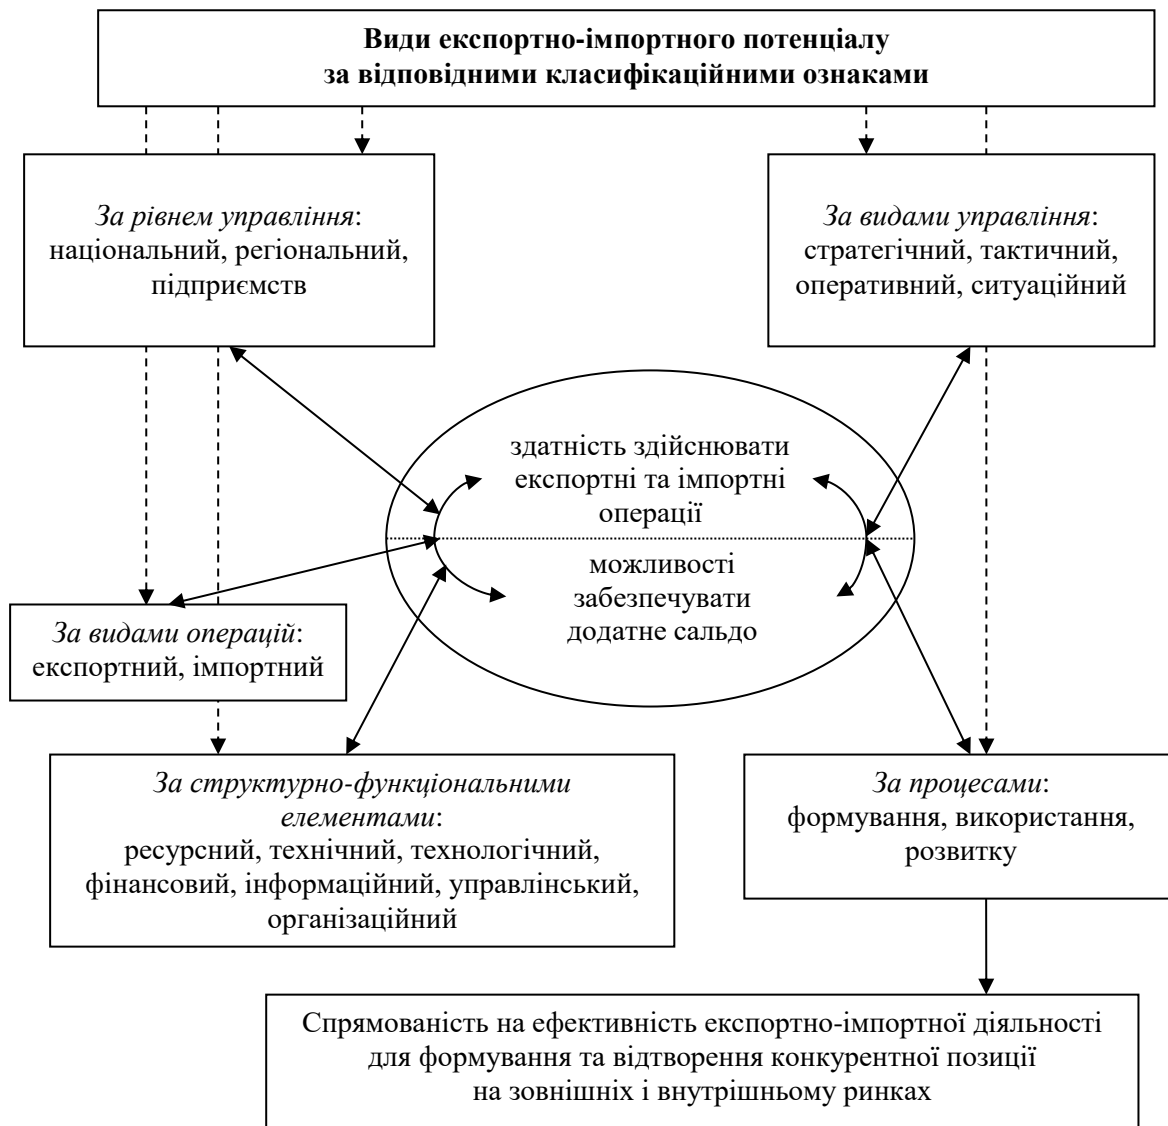 Види експортно-імпортного потенціалу
за відповідними класифікаційними ознаками
За рівнем управління:
національний, регіональний,
підприємств
За видами управління:
стратегічний, тактичний,
оперативний, ситуаційний
здатність здійснювати
експортні та імпортні
операції
можливості
забезпечувати
додатне сальдо
За видами операцій:
експортний, імпортний
За структурно-функціональними
елементами:
ресурсний, технічний, технологічний,
фінансовий, інформаційний, управлінський,
організаційний
За процесами:
формування, використання,
розвитку
Спрямованість на ефективність експортно-імпортної діяльності
для формування та відтворення конкурентної позиції
на зовнішніх і внутрішньому ринках